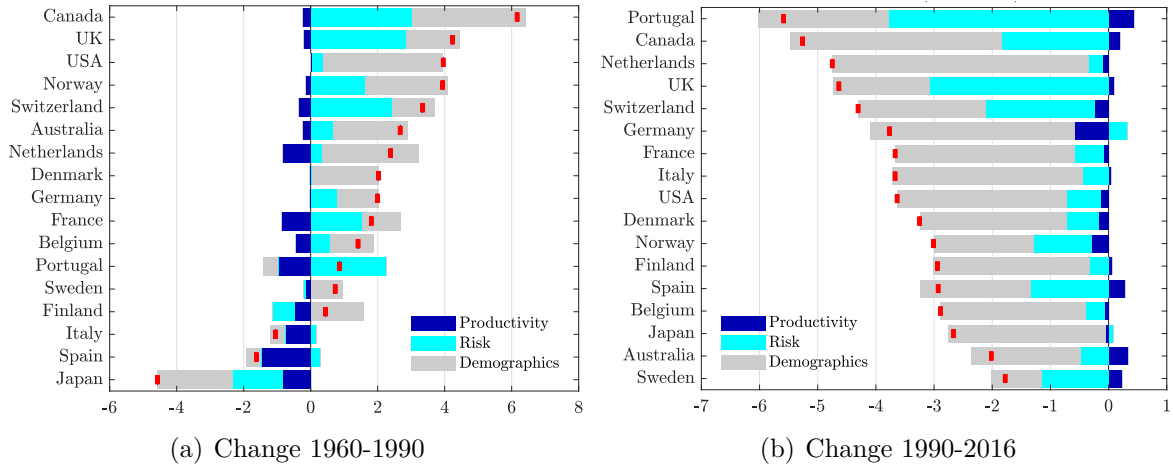 Canada
UK
USA
Norway
Switzerland
Australia
Netherlands
Denmark
Germany
France
Belgium
Portugal
Sweden
Finland
Italy
Spain
Japan
Productivity
Risk
Demographics
-6 -4 -2 0 2 4 6 8
(a) Change 1960-1990
Portugal
Canada
Netherlands
UK
Switzerland
Germany
France
Italy
USA
Denmark
Norway
Finland
Spain
Belgium
Japan
Australia
Sweden
Productivity
Risk
Demographics
-7 -6 -5 -4 -3 -2 -1 0 1
(b) Change 1990-2016